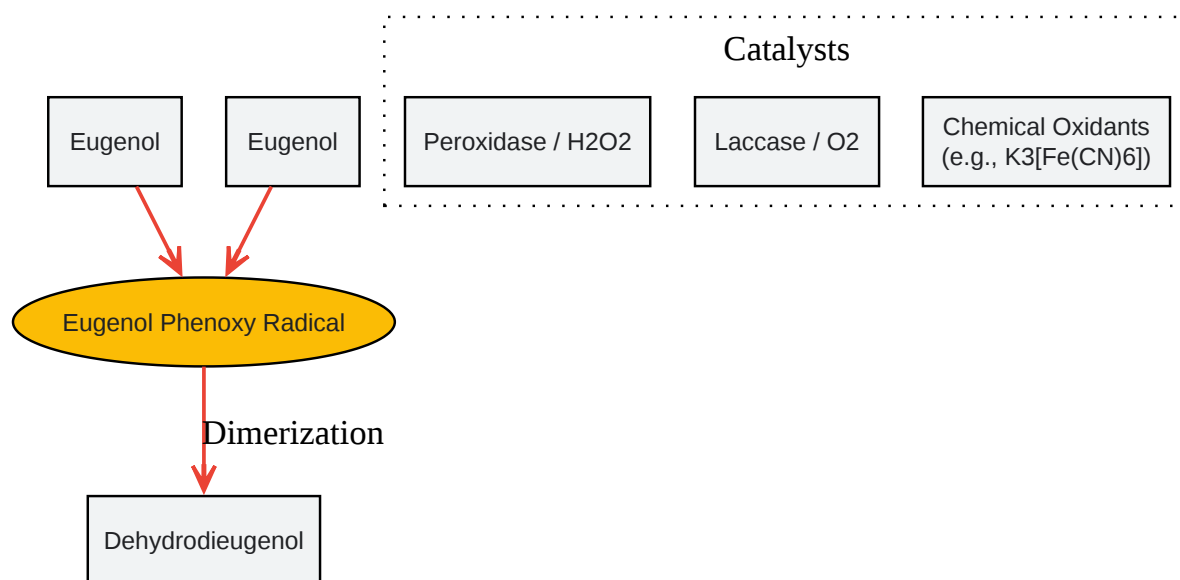 Catalysts
Eugenol
Eugenol
Peroxidase / H2O2
Laccase / O2
Chemical Oxidants
(e.g., K3[Fe(CN)6])
Eugenol Phenoxy Radical
Dimerization
Dehydrodieugenol